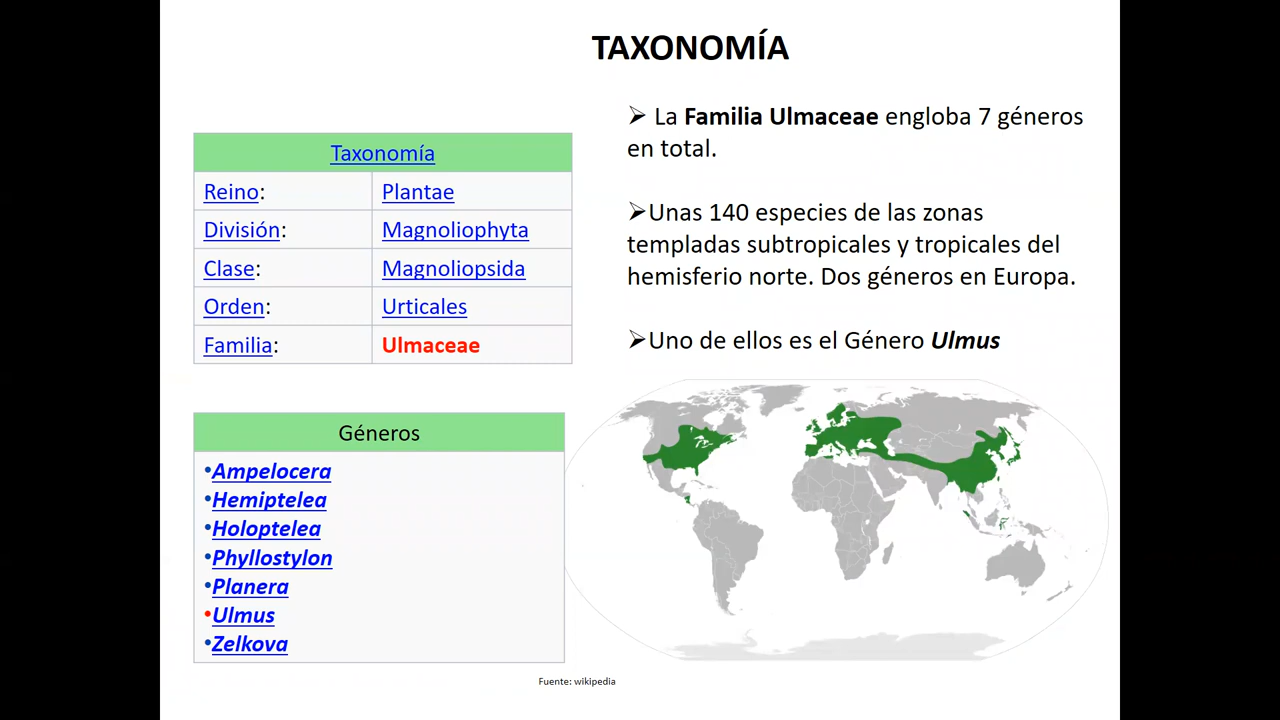 TAXONOMÍA
Taxonomía
Reino: Plantae
División: Magnoliophyta
Clase: Magnoliopsida
Orden: Urticales
Familia: Ulmaceae
Géneros
•Ampelocera
•Hemiptelea
•Holoptelea
•Phyllostylon
•Planera
•Ulmus
•Zelkova
➢ La Familia Ulmaceae engloba 7 géneros
en total.
➢Unas 140 especies de las zonas
templadas subtropicales y tropicales del
hemisferio norte. Dos géneros en Europa.
➢Uno de ellos es el Género Ulmus
Fuente: wikipedia